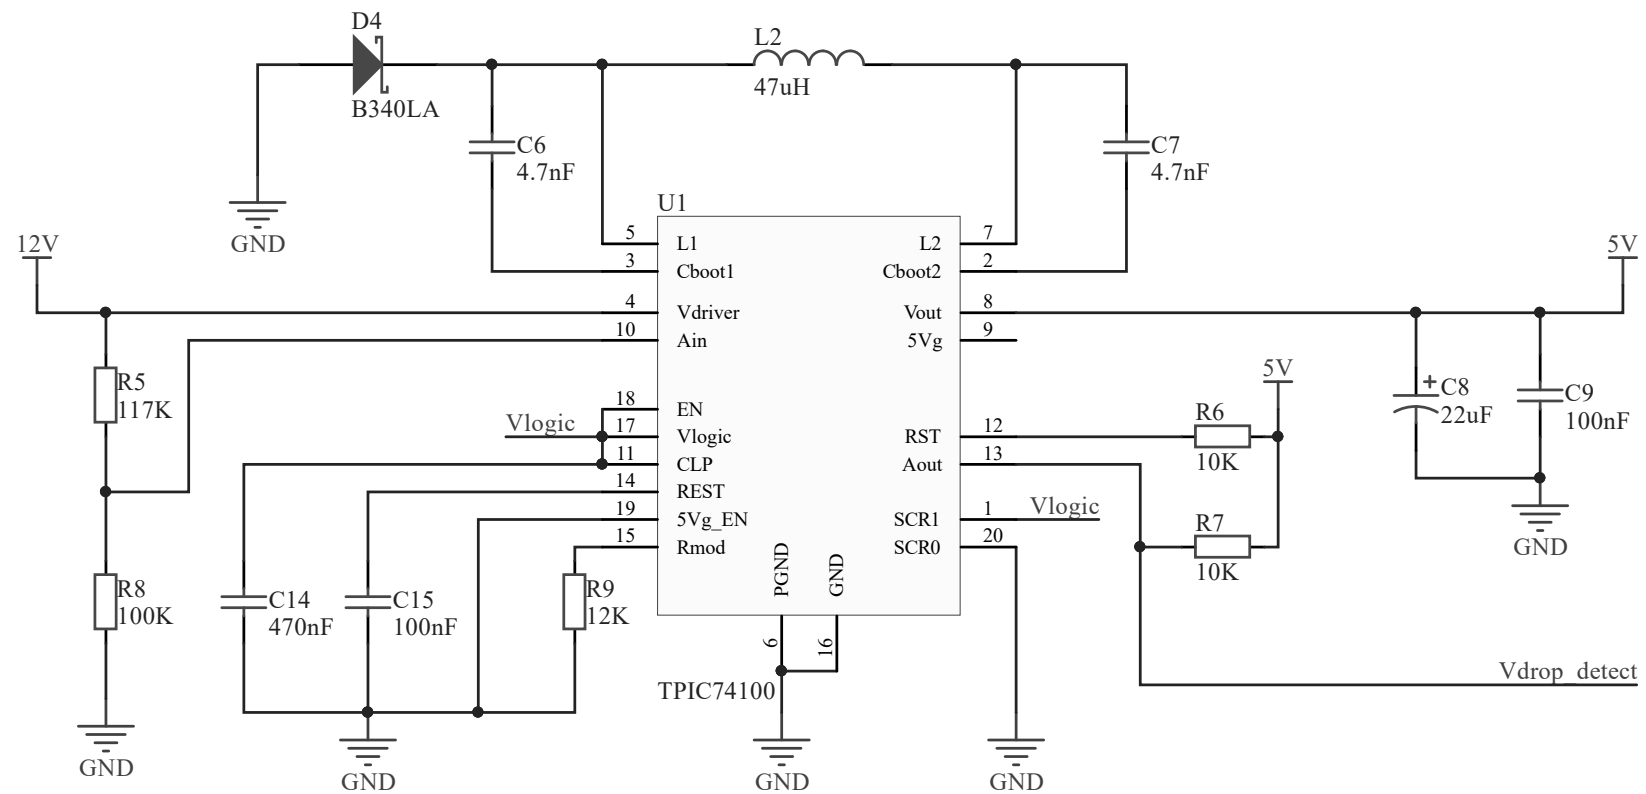 D4
B340LA
L2
47uH
C6
4.7nF
C7
4.7nF
GND
U1
12V
5V
5
L1
L2
7
3
Cboot1
Cboot2
2
4
Vdriver
Vout
8
10
Ain
5Vg
9
R5
117K
5V
C8
22uF
C9
100nF
18
EN
Vlogic
17
Vlogic
RST
12
R6
10K
11
CLP
Aout
13
14
REST
19
5Vg_EN
SCR1
1
Vlogic
15
Rmod
SCR0
20
R7
10K
GND
PGND
GND
R8
100K
C14
470nF
C15
100nF
R9
12K
6
16
TPIC74100
Vdrop_detect
GND
GND
GND
GND